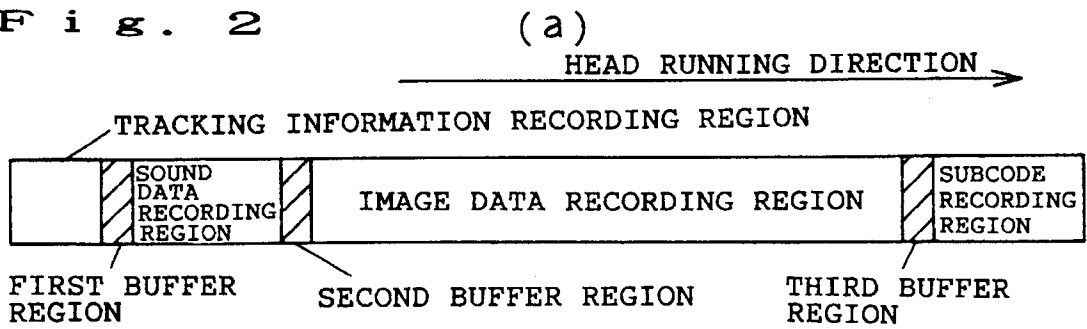 Fig. 2
(a)
HEAD RUNNING DIRECTION
TRACKING INFORMATION RECORDING REGION
SOUND
DATA
RECORDING
REGION
IMAGE DATA RECORDING REGION
SUBCODE
RECORDING
REGION
FIRST BUFFER
REGION
SECOND BUFFER REGION
THIRD BUFFER
REGION